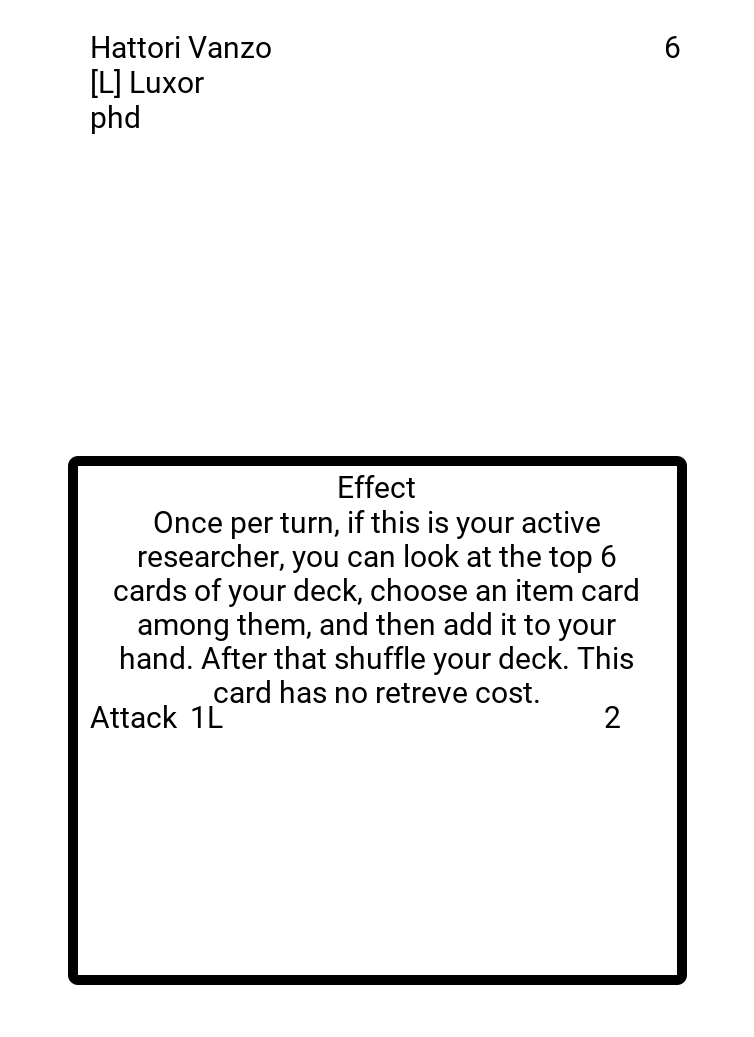 Hattori Vanzo 6
[L] Luxor
phd
Effect
Once per turn, if this is your active
researcher, you can look at the top 6
cards of your deck, choose an item card
among them, and then add it to your
hand. After that shuffle your deck. This
card has no retreve cost.
Attack 1L 2